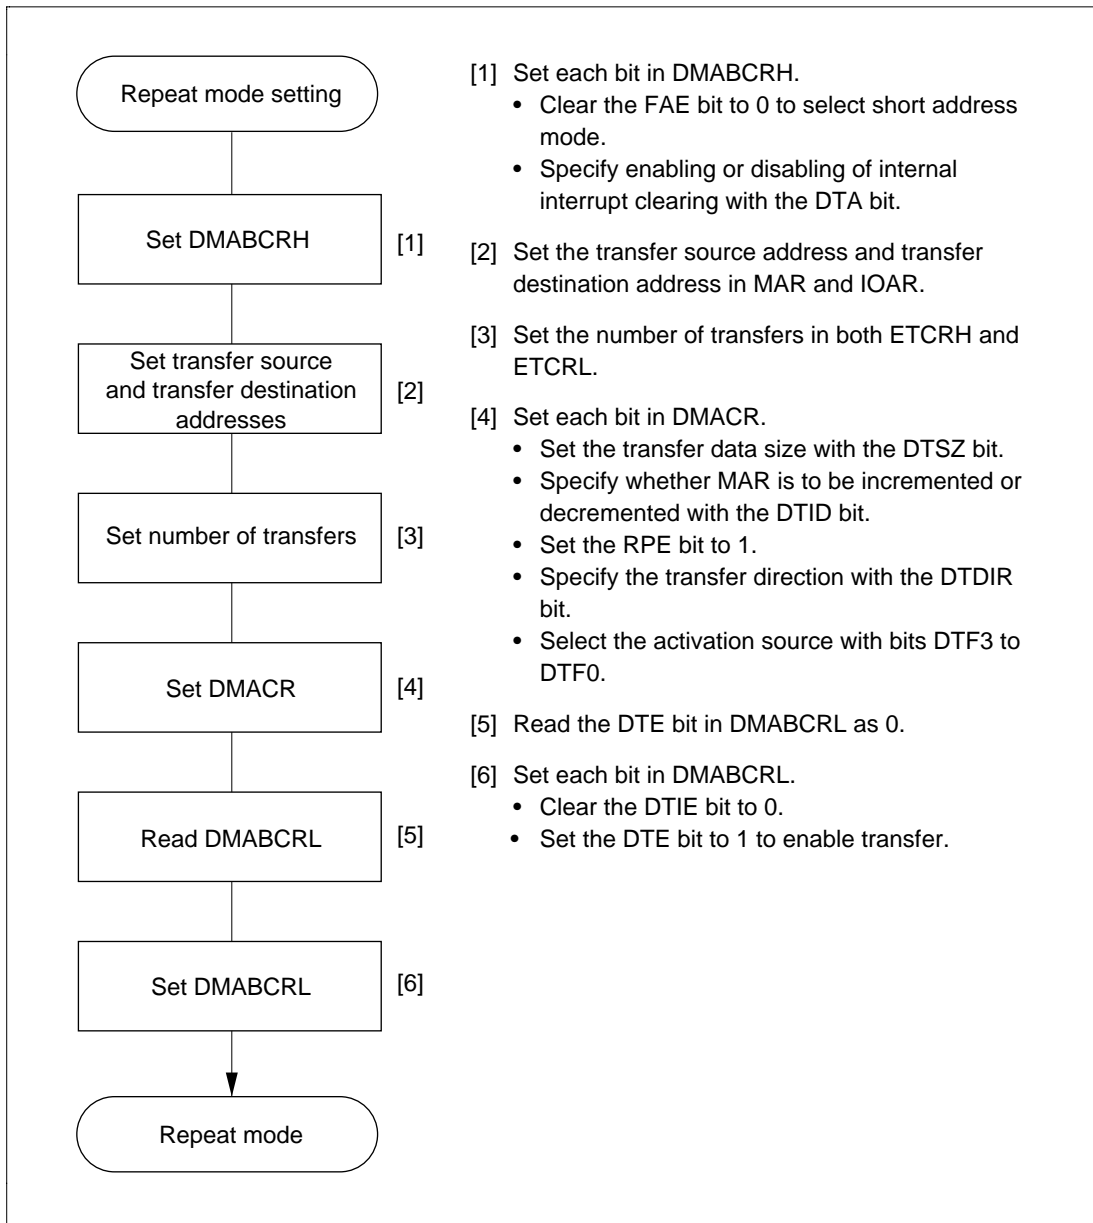 Repeat mode setting
Set DMABCRH
[1]
Set transfer source
and transfer destination
addresses
[2]
Set number of transfers
[3]
Set DMACR
[4]
Read DMABCRL
[5]
Set DMABCRL
[6]
Repeat mode
[1] Set each bit in DMABCRH.
• Clear the FAE bit to 0 to select short address
mode.
• Specify enabling or disabling of internal
interrupt clearing with the DTA bit.
[2] Set the transfer source address and transfer
destination address in MAR and IOAR.
[3] Set the number of transfers in both ETCRH and
ETCRL.
[4] Set each bit in DMACR.
• Set the transfer data size with the DTSZ bit.
• Specify whether MAR is to be incremented or
decremented with the DTID bit.
• Set the RPE bit to 1.
• Specify the transfer direction with the DTDIR
bit.
• Select the activation source with bits DTF3 to
DTF0.
[5] Read the DTE bit in DMABCRL as 0.
[6] Set each bit in DMABCRL.
• Clear the DTIE bit to 0.
• Set the DTE bit to 1 to enable transfer.